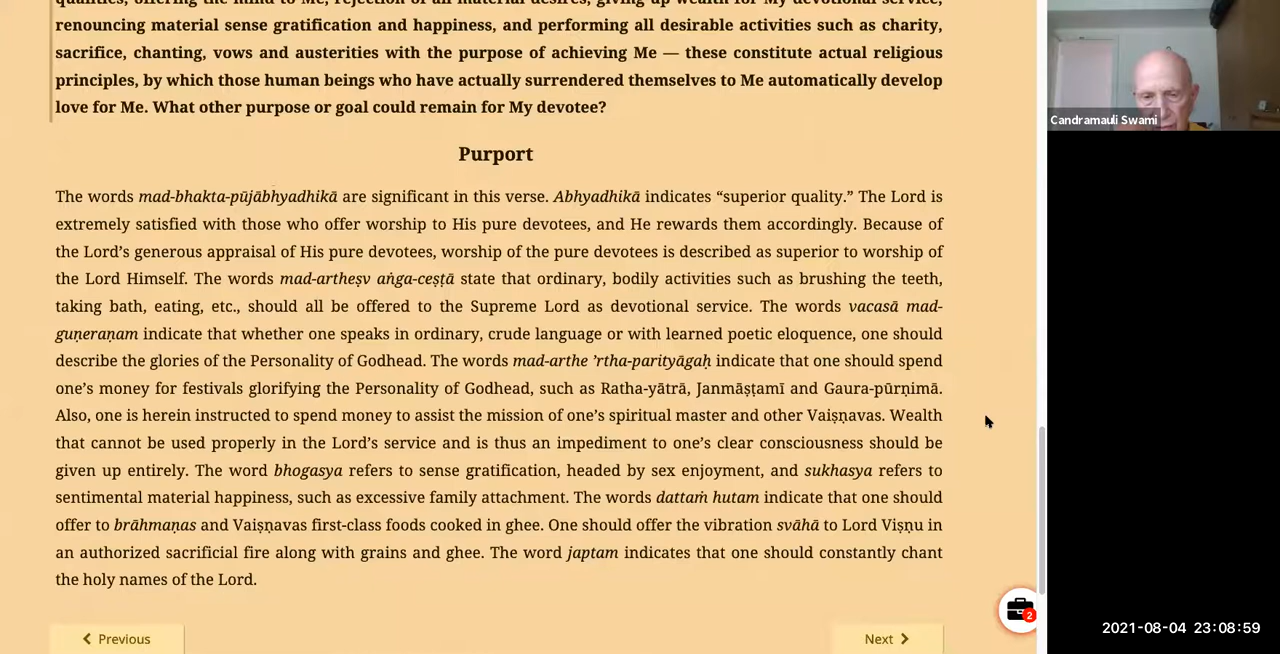 qualities, offering the mind to Me, rejection of all material desires, giving up wealth for My devotional service,
renouncing material sense gratification and happiness, and performing all desirable activities such as charity,
sacrifice, chanting, vows and austerities with the purpose of achieving Me — these constitute actual religious
principles, by which those human beings who have actually surrendered themselves to Me automatically develop
love for Me. What other purpose or goal could remain for My devotee?
Purport
The words mad-bhakta-pūjābhyadhikā are significant in this verse. Abhyadhikā indicates “superior quality.” The Lord is
extremely satisfied with those who offer worship to His pure devotees, and He rewards them accordingly. Because of
the Lord’s generous appraisal of His pure devotees, worship of the pure devotees is described as superior to worship of
the Lord Himself. The words mad-artheṣv aṅga-ceṣṭā state that ordinary, bodily activities such as brushing the teeth,
taking bath, eating, etc., should all be offered to the Supreme Lord as devotional service. The words vacasā mad-
guṇeraṇam indicate that whether one speaks in ordinary, crude language or with learned poetic eloquence, one should
describe the glories of the Personality of Godhead. The words mad-arthe ’rtha-parityāgaḥ indicate that one should spend
one’s money for festivals glorifying the Personality of Godhead, such as Ratha-yātrā, Janmāṣṭamī and Gaura-pūrṇimā.
Also, one is herein instructed to spend money to assist the mission of one’s spiritual master and other Vaiṣṇavas. Wealth
that cannot be used properly in the Lord’s service and is thus an impediment to one’s clear consciousness should be
given up entirely. The word bhogasya refers to sense gratification, headed by sex enjoyment, and sukhasya refers to
sentimental material happiness, such as excessive family attachment. The words dattaṁ hutam indicate that one should
offer to brāhmaṇas and Vaiṣṇavas first-class foods cooked in ghee. One should offer the vibration svāhā to Lord Viṣṇu in
an authorized sacrificial fire along with grains and ghee. The word japtam indicates that one should constantly chant
the holy names of the Lord.
Previous
Next
2
Candramauli Swami
2021-08-04 23:08:59